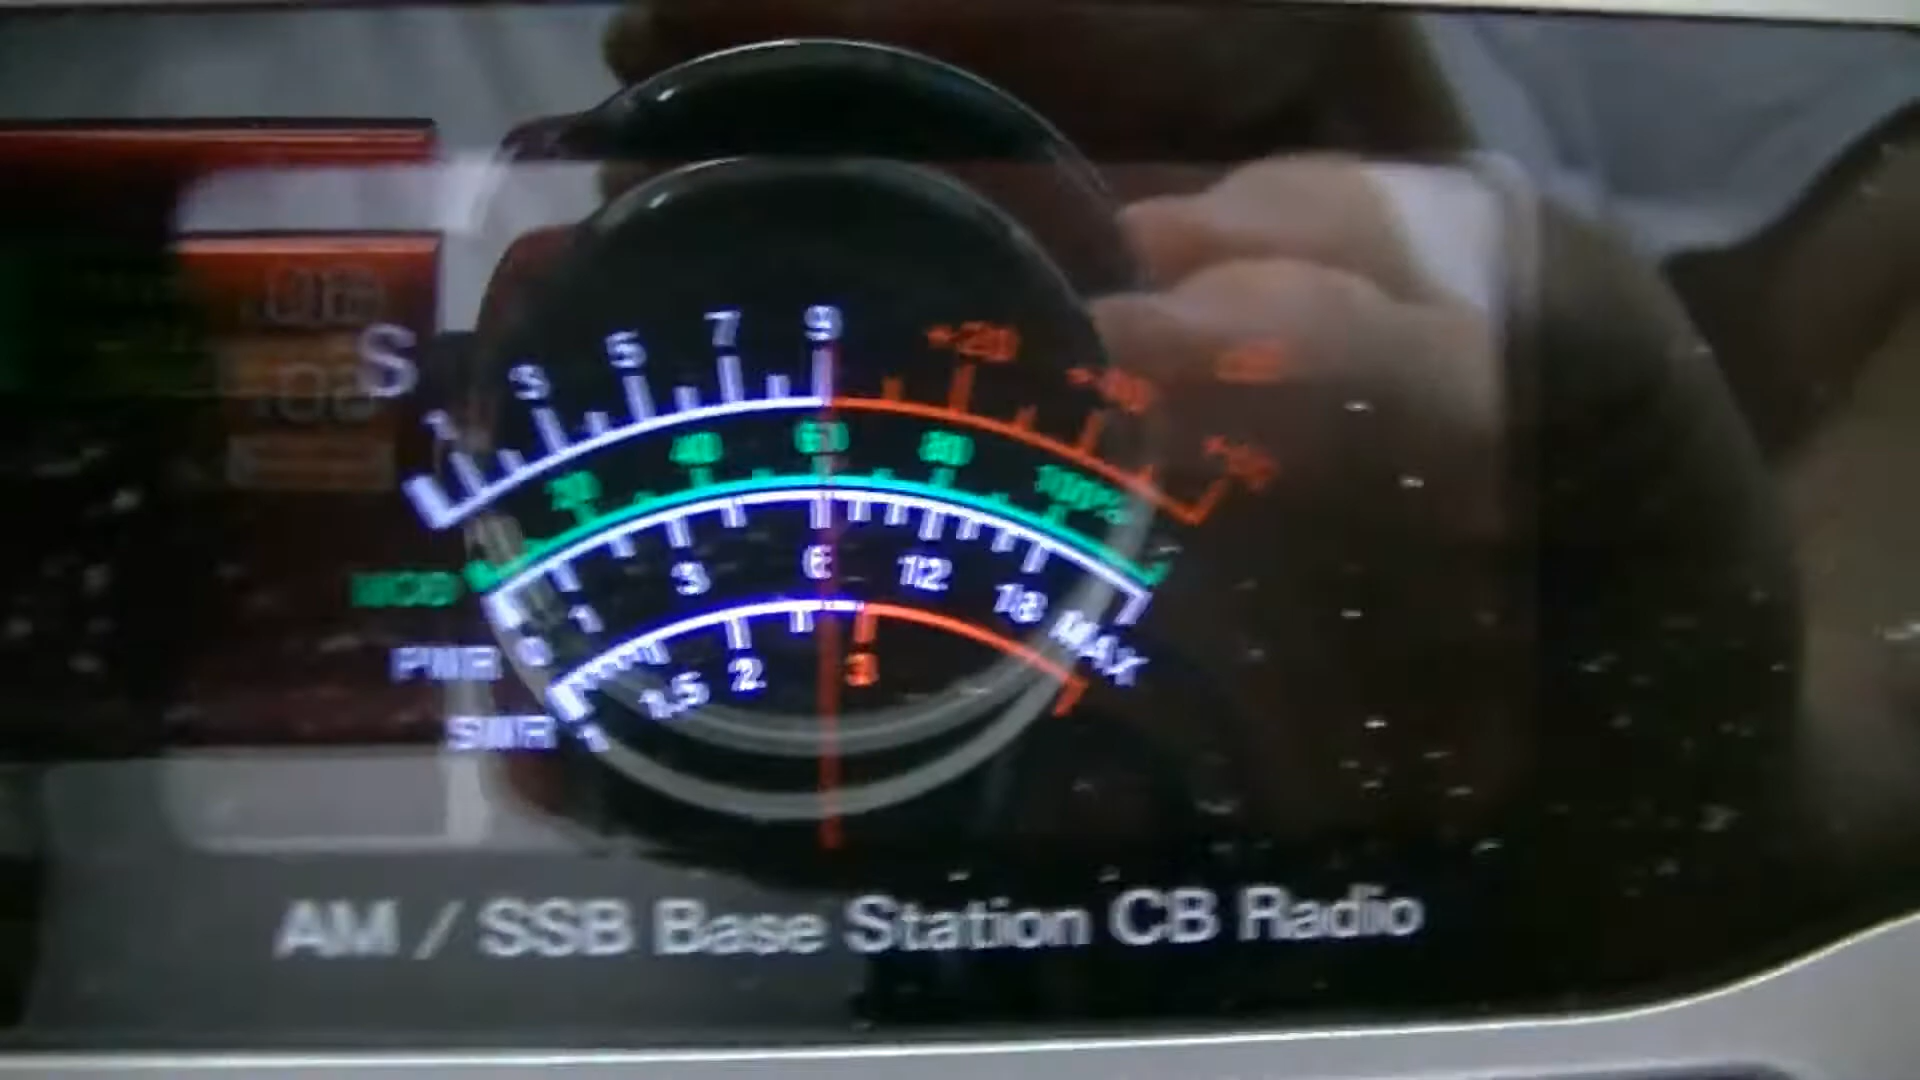 S 1 3 5 7 9 +20 +40
MOD 20 40 60 80 100%
PWR 0 1 3 6 12 18 MAX
SWR 1 1.5 2 3
AM / SSB Base Station CB Radio